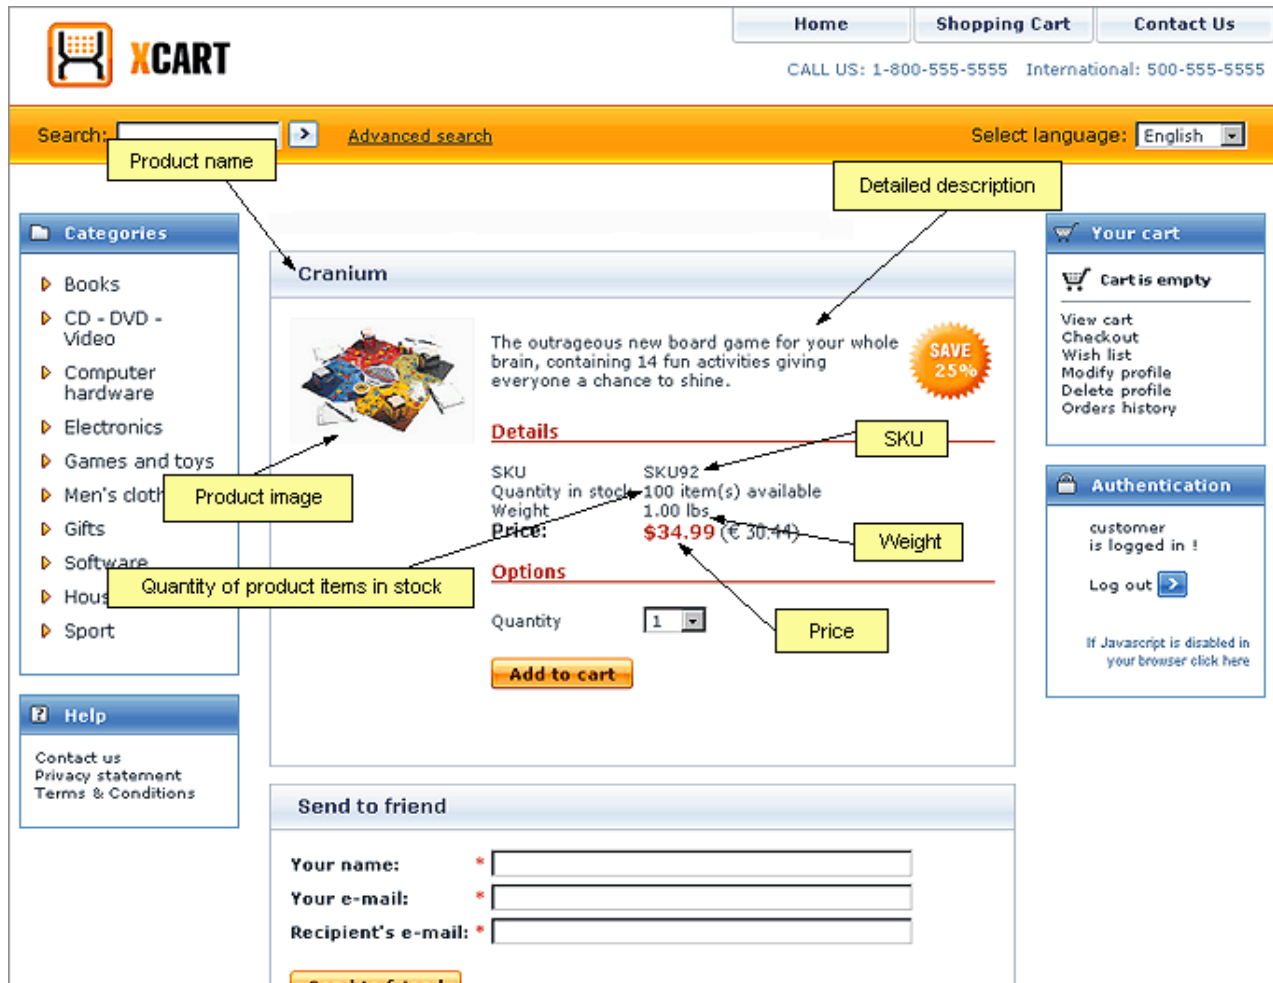 XCART
Home
Shopping Cart
Contact Us
CALL US: 1-800-555-5555 International: 500-555-5555
Search:
Advanced search
Select language: English
Product name
Detailed description
Categories
Books
CD - DVD -
Video
Computer
hardware
Electronics
Games and toys
Men's cloth
Gifts
Software
Hous
Sport
Help
Contact us
Privacy statement
Terms & Conditions
Cranium
The outrageous new board game for your whole
brain, containing 14 fun activities giving
everyone a chance to shine.
SAVE
25%
Details
SKU
Product image
SKU SKU92
Quantity in stock 100 item(s) available
Weight 1.00 lbs
Price: $34.99 (€ 30.44)
Weight
Options
Quantity of product items in stock
Quantity 1
Price
Add to cart
Send to friend
Your name: *
Your e-mail: *
Recipient's e-mail: *
Send to friend
Your cart
Cart is empty
View cart
Checkout
Wish list
Modify profile
Delete profile
Orders history
Authentication
customer
is logged in !
Log out
If Javascript is disabled in
your browser click here